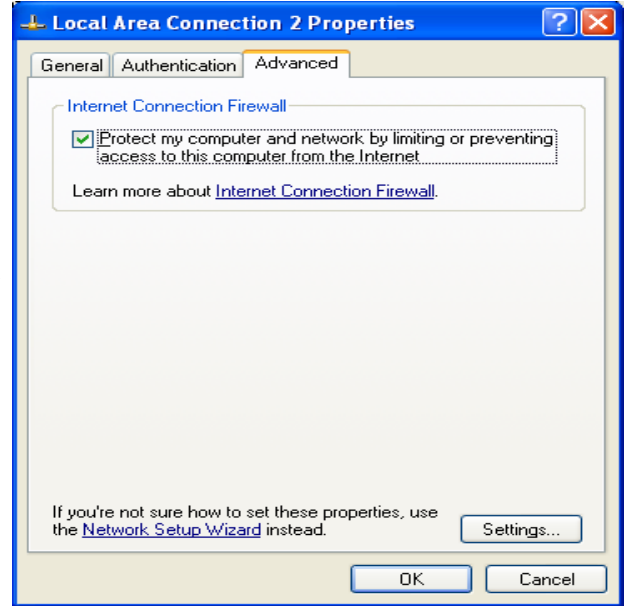 Local Area Connection 2 Properties
General Authentication Advanced
Internet Connection Firewall
Protect my computer and network by limiting or preventing
access to this computer from the Internet
Learn more about Internet Connection Firewall.
If you're not sure how to set these properties, use
the Network Setup Wizard instead.
Settings...
OK Cancel